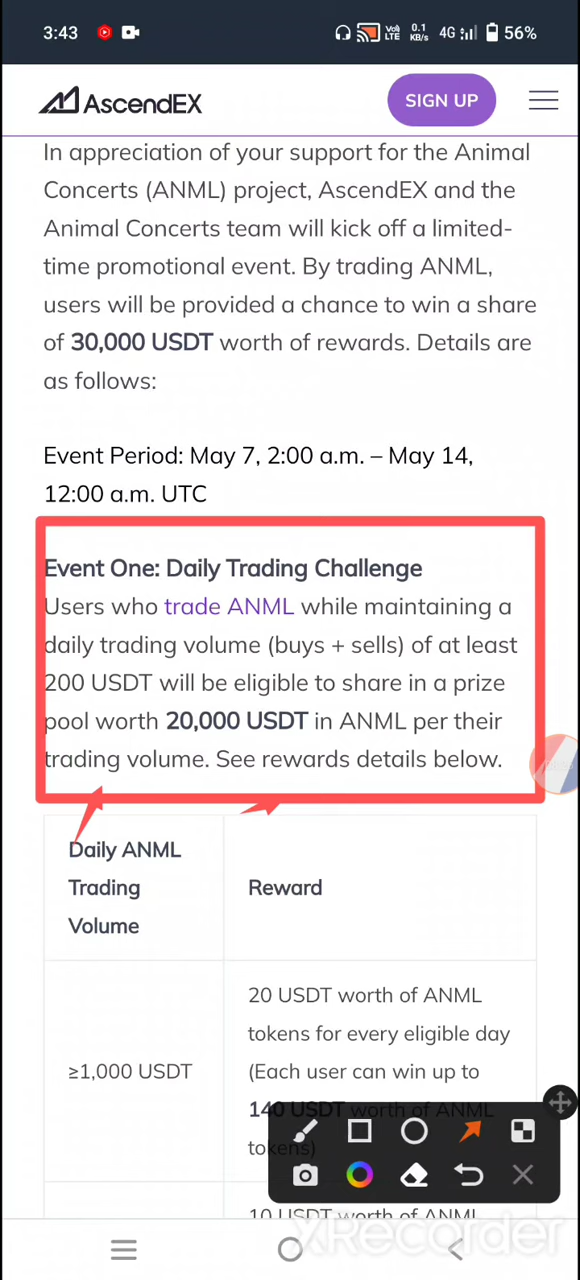 3:43
Vo)
LTE
0.1
KB/s
4G
56%
AscendEX
SIGN UP
In appreciation of your support for the Animal
Concerts (ANML) project, AscendEX and the
Animal Concerts team will kick off a limited-
time promotional event. By trading ANML,
users will be provided a chance to win a share
of 30,000 USDT worth of rewards. Details are
as follows:
Event Period: May 7, 2:00 a.m. – May 14,
12:00 a.m. UTC
Event One: Daily Trading Challenge
Users who trade ANML while maintaining a
daily trading volume (buys + sells) of at least
200 USDT will be eligible to share in a prize
pool worth 20,000 USDT in ANML per their
trading volume. See rewards details below.
Daily ANML
Trading
Volume
Reward
≥1,000 USDT
20 USDT worth of ANML
tokens for every eligible day
(Each user can win up to
140 USDT worth of ANML
tokens)
10 USDT worth of ANML
XRecorder